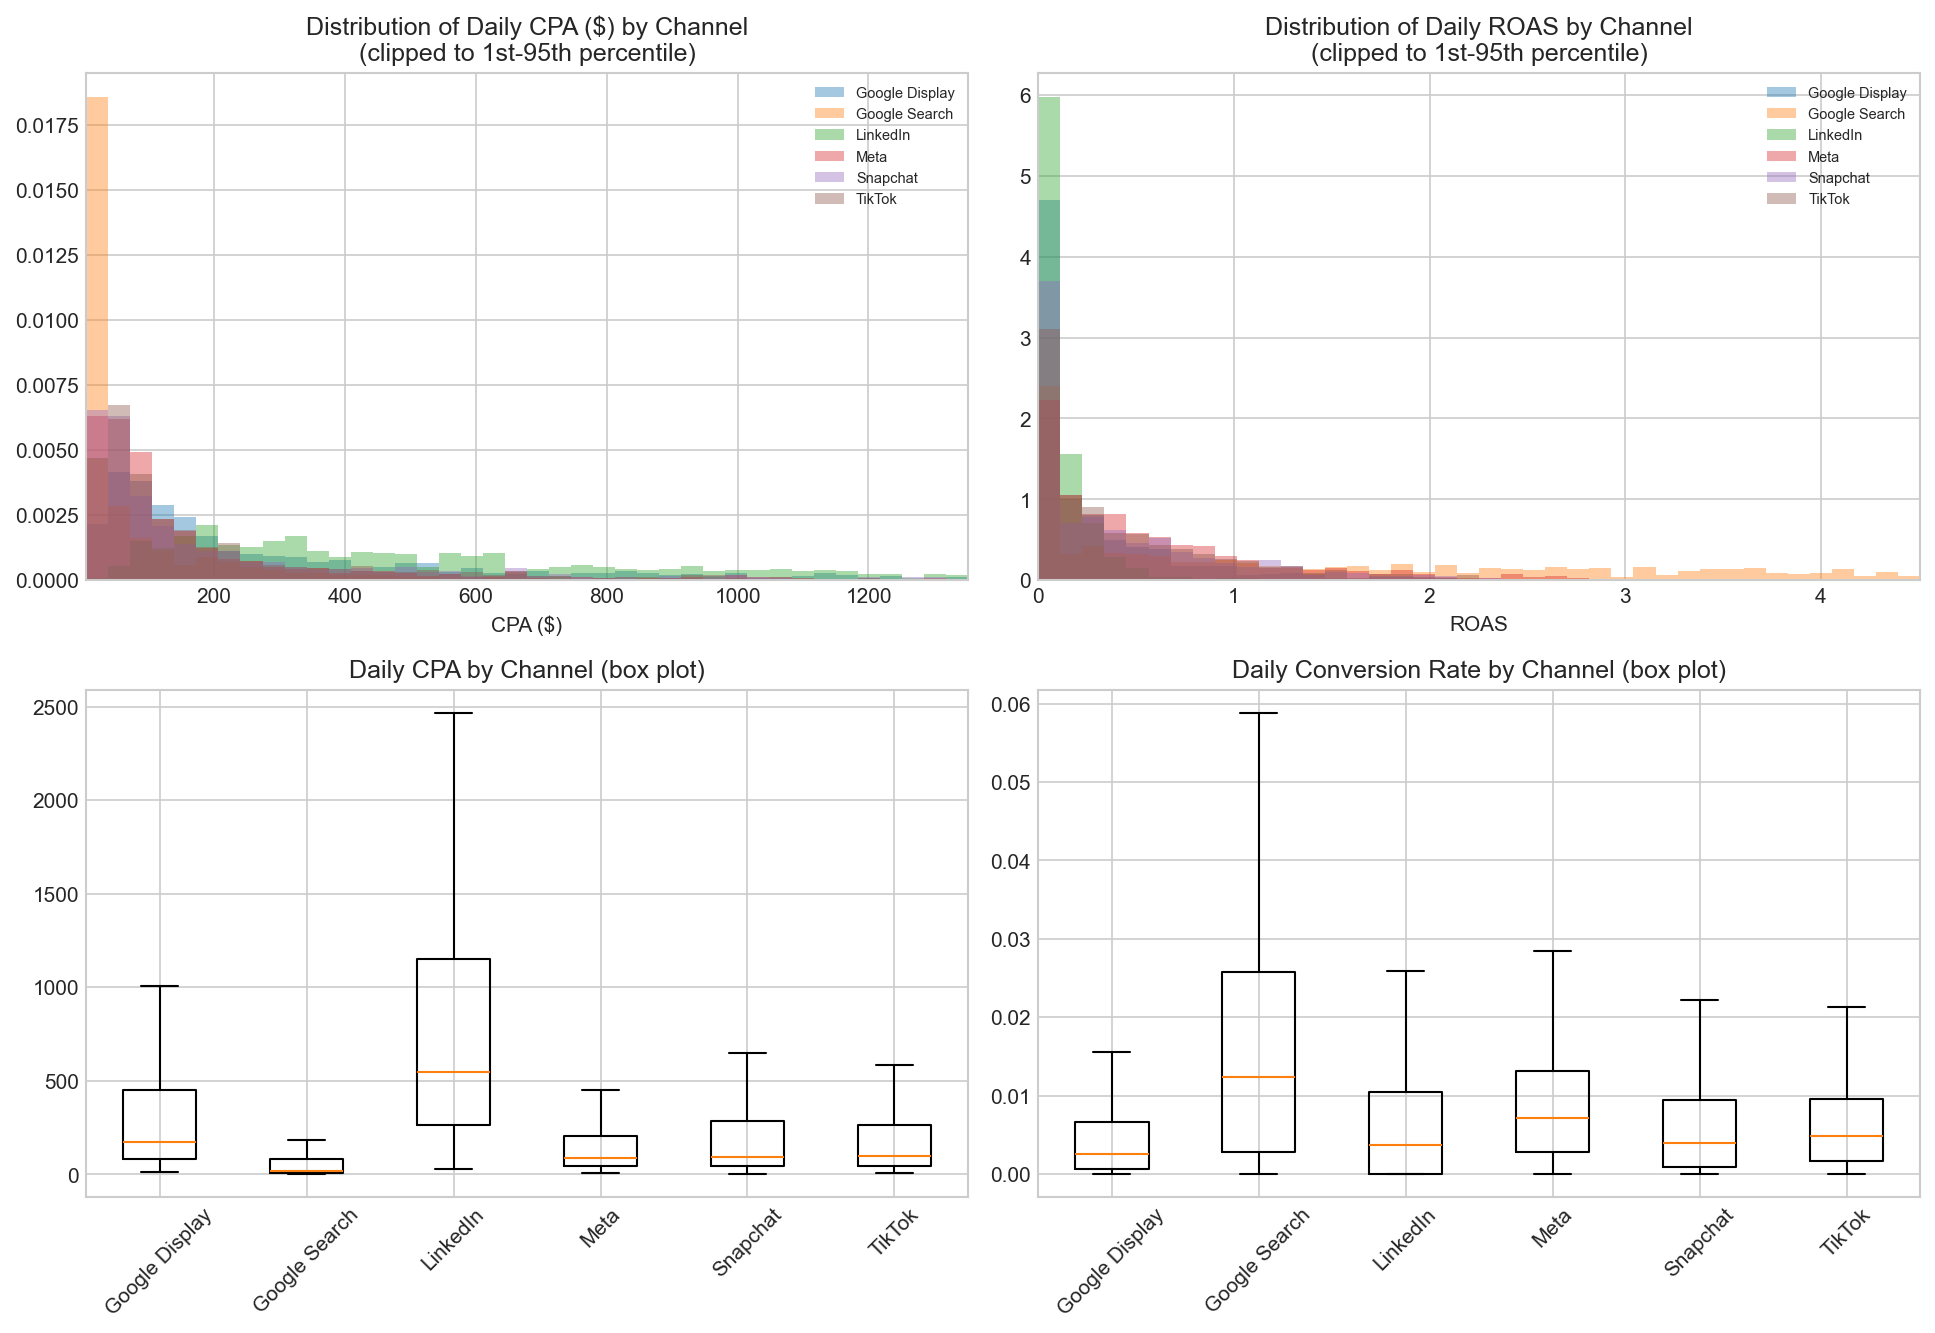 Distribution of Daily CPA ($) by Channel
(clipped to 1st-95th percentile)
0.0175
0.0150
0.0125
0.0100
0.0075
0.0050
0.0025
0.0000
200 400 600 800 1000 1200
CPA ($)
Google Display
Google Search
LinkedIn
Meta
Snapchat
TikTok
Distribution of Daily ROAS by Channel
(clipped to 1st-95th percentile)
6
5
4
3
2
1
0
0 1 2 3 4
ROAS
Google Display
Google Search
LinkedIn
Meta
Snapchat
TikTok
Daily CPA by Channel (box plot)
2500
2000
1500
1000
500
0
Google Display
Google Search
LinkedIn
Meta
Snapchat
TikTok
Daily Conversion Rate by Channel (box plot)
0.06
0.05
0.04
0.03
0.02
0.01
0.00
Google Display
Google Search
LinkedIn
Meta
Snapchat
TikTok